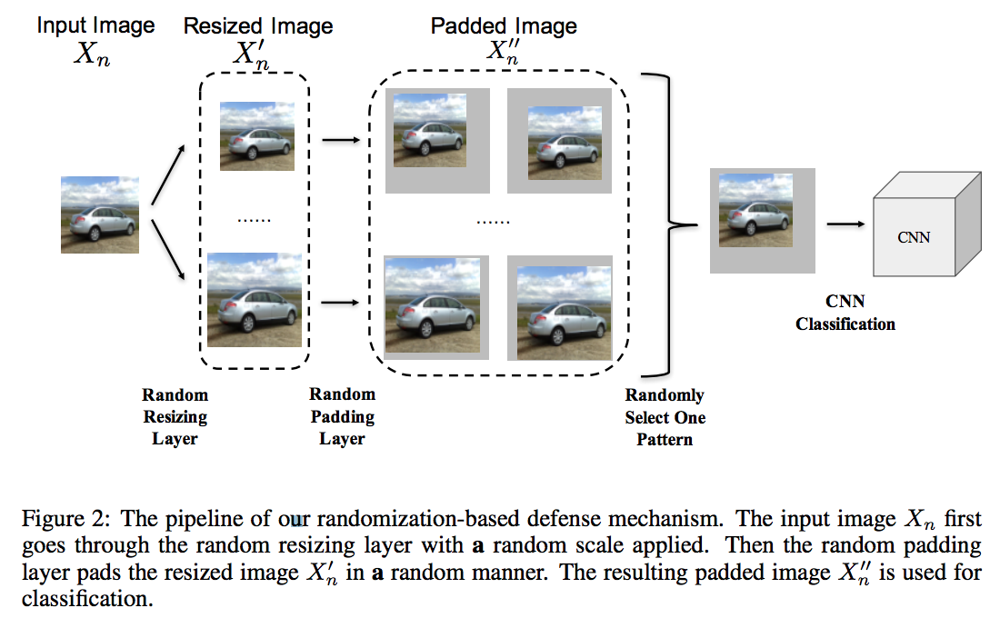 Input Image
Resized Image
Padded Image
Xₙ
X′ₙ
X″ₙ
......
......
CNN
CNN
Classification
Random
Resizing
Layer
Random
Padding
Layer
Randomly
Select One
Pattern
Figure 2: The pipeline of our randomization-based defense mechanism. The input image Xₙ first
goes through the random resizing layer with a random scale applied. Then the random padding
layer pads the resized image X′ₙ in a random manner. The resulting padded image X″ₙ is used for
classification.